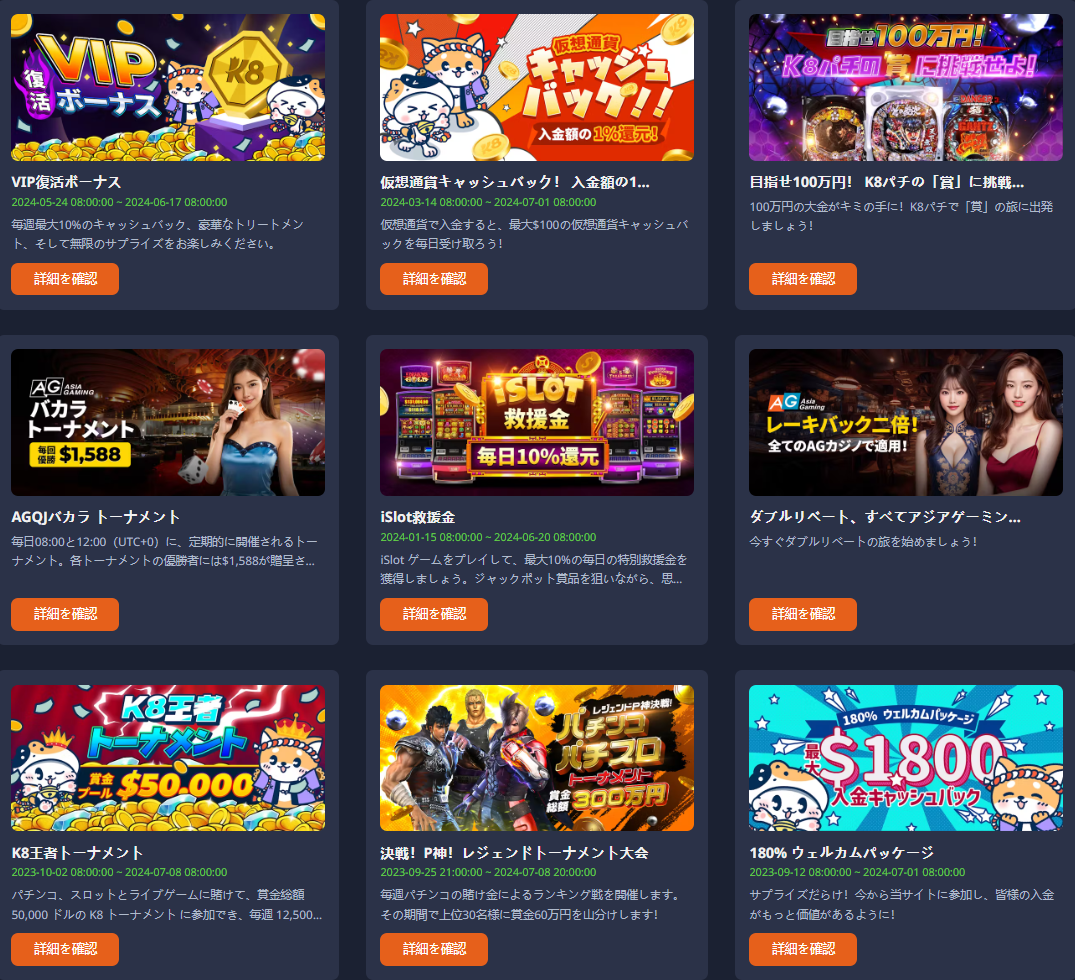 VIP
復活
ボーナス
K8
VIP復活ボーナス
2024-05-24 08:00:00 ~ 2024-06-17 08:00:00
毎週最大10%のキャッシュバック、豪華なトリートメン
ト、そして無限のサプライズをお楽しみください。
詳細を確認
仮想通貨
キャッシュ
バック!!
入金額の1%還元!
K8
仮想通貨キャッシュバック! 入金額の1...
2024-03-14 08:00:00 ~ 2024-07-01 08:00:00
仮想通貨で入金すると、最大$100の仮想通貨キャッシュバ
ックを毎日受け取ろう!
詳細を確認
目指せ100万円!
K8パチの賞に挑戦せよ!
GANTZ
目指せ100万円! K8パチの「賞」に挑戦...
100万円の大金がキミの手に!K8パチで「賞」の旅に出発
しましょう!
詳細を確認
AG ASIA GAMING
バカラ
トーナメント
毎回優勝 $1,588
AGQJバカラ トーナメント
毎日08:00と12:00（UTC+0）に、定期的に開催されるトー
ナメント。各トーナメントの優勝者には$1,588が贈呈さ...
詳細を確認
iSLOT
救援金
毎日10%還元
iSlot救援金
2024-01-15 08:00:00 ~ 2024-06-20 08:00:00
iSlot ゲームをプレイして、最大10%の毎日の特別救援金を
獲得しましょう。ジャックポット賞品を狙いながら、思...
詳細を確認
AG Asia Gaming
レーキバック二倍!
全てのAGカジノで適用!
ダブルリベート、すべてアジアゲーミン...
今すぐダブルリベートの旅を始めましょう!
詳細を確認
K8王者
トーナメント
賞金プール $50,000
K8王者トーナメント
2023-10-02 08:00:00 ~ 2024-07-08 08:00:00
パチンコ、スロットとライブゲームに賭けて、賞金総額
50,000 ドルの K8 トーナメント に参加でき、毎週 12,500...
詳細を確認
レジェンドP神決戦!
パチンコ
パチスロ
トーナメント
賞金総額 300万円
決戦!P神!レジェンドトーナメント大会
2023-09-25 21:00:00 ~ 2024-07-08 20:00:00
毎週パチンコの賭け金によるランキング戦を開催します。
その期間で上位30名様に賞金60万円を山分けします!
詳細を確認
180% ウェルカムパッケージ
最大 $1800
入金キャッシュバック
180% ウェルカムパッケージ
2023-09-12 08:00:00 ~ 2024-07-01 08:00:00
サプライズだらけ!今から当サイトに参加し、皆様の入金
がもっと価値があるように!
詳細を確認